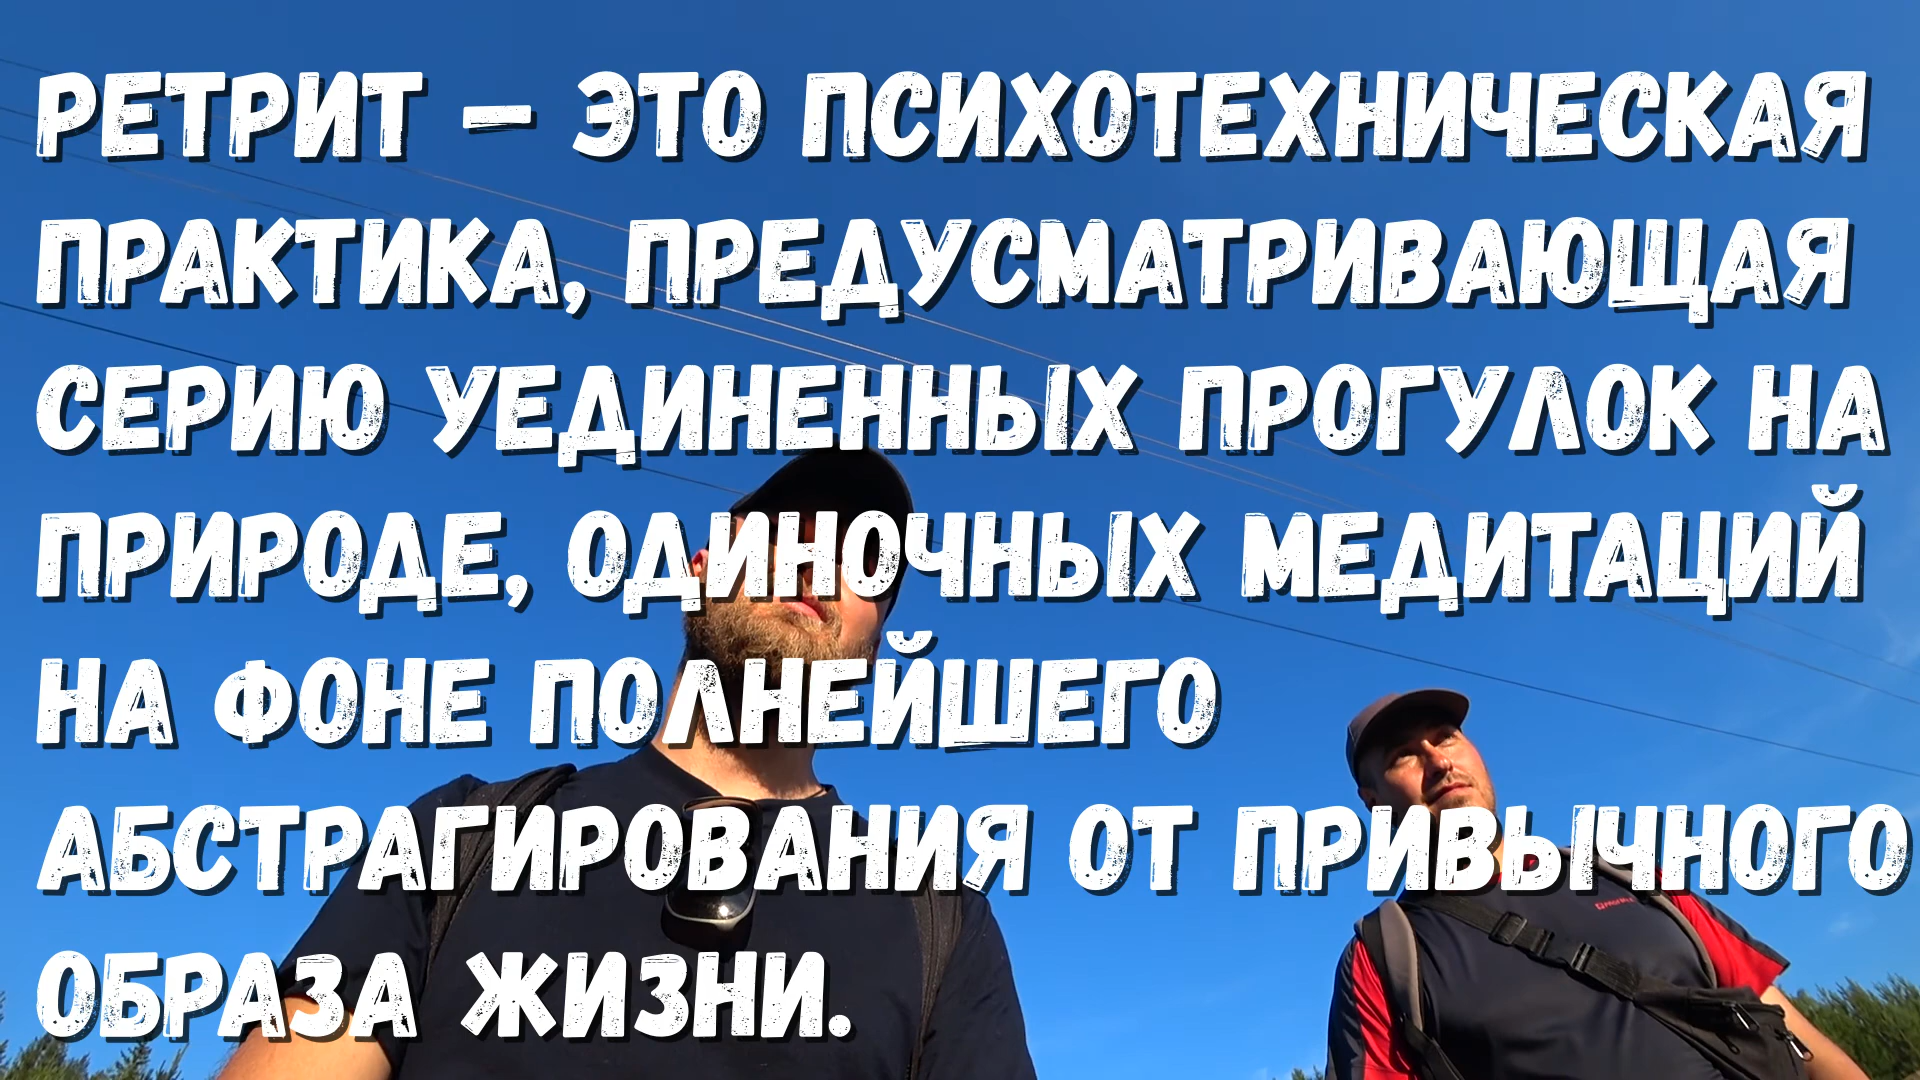 РЕТРИТ – ЭТО ПСИХОТЕХНИЧЕСКАЯ
ПРАКТИКА, ПРЕДУСМАТРИВАЮЩАЯ
СЕРИЮ УЕДИНЕННЫХ ПРОГУЛОК НА
ПРИРОДЕ, ОДИНОЧНЫХ МЕДИТАЦИЙ
НА ФОНЕ ПОЛНЕЙШЕГО
АБСТРАГИРОВАНИЯ ОТ ПРИВЫЧНОГО
ОБРАЗА ЖИЗНИ.